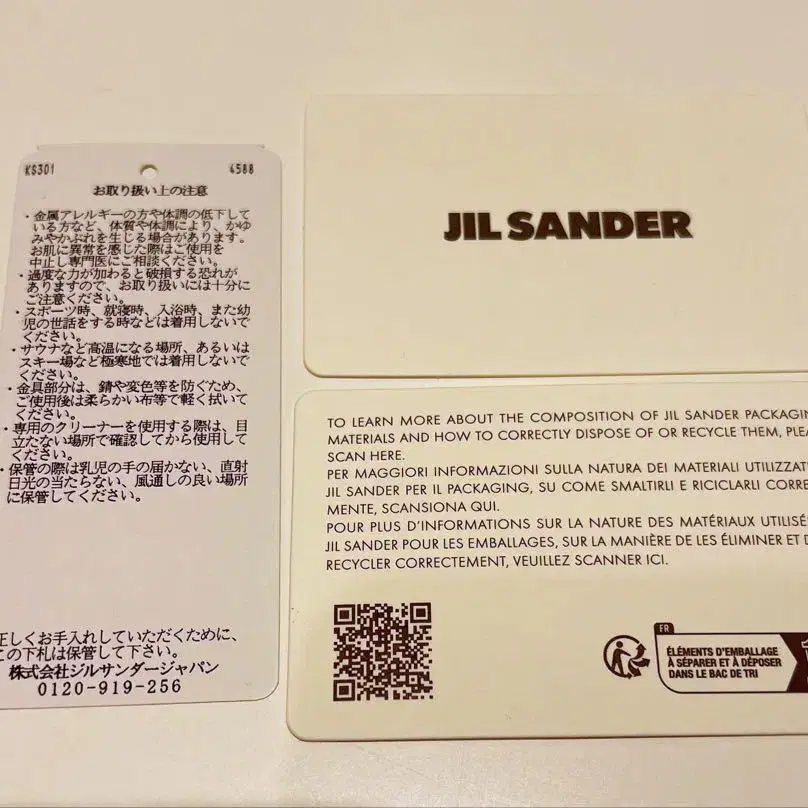 KS301 4588
お取り扱い上の注意
・金属アレルギーの方や体調の低下して
いる方など、体質や体調により、かゆ
みやかぶれを生じる場合があります。
お肌に異常を感じた際はご使用を
中止し専門医にご相談ください。
・過度な力が加わると破損する恐れが
ありますので、お取り扱いには十分に
ご注意ください。
・スポーツ時、就寝時、入浴時、また幼
児の世話をする時などは着用しないで
ください。
・サウナなど高温になる場所、あるいは
スキー場など極寒地では着用しないで
ください。
・金具部分は、錆や変色等を防ぐため、
ご使用後は柔らかい布等で軽く拭いて
ください。
・専用のクリーナーを使用する際は、目
立たない場所で確認してから使用して
ください。
・保管の際は乳児の手の届かない、直射
日光の当たらない、風通しの良い場所
に保管してください。
正しくお手入れしていただくために、
この下札は保管して下さい。
株式会社ジルサンダージャパン
0120-919-256
JIL SANDER
TO LEARN MORE ABOUT THE COMPOSITION OF JIL SANDER PACKAGIN
MATERIALS AND HOW TO CORRECTLY DISPOSE OF OR RECYCLE THEM, PLEA
SCAN HERE.
PER MAGGIORI INFORMAZIONI SULLA NATURA DEI MATERIALI UTILIZZAT
JIL SANDER PER IL PACKAGING, SU COME SMALTIRLI E RICICLARLI CORRE
MENTE, SCANSIONA QUI.
POUR PLUS D'INFORMATIONS SUR LA NATURE DES MATÉRIAUX UTILISÉ
JIL SANDER POUR LES EMBALLAGES, SUR LA MANIÈRE DE LES ÉLIMINER ET D
RECYCLER CORRECTEMENT, VEUILLEZ SCANNER ICI.
FR
ÉLÉMENTS D'EMBALLAGE
À SÉPARER ET À DÉPOSER
DANS LE BAC DE TRI